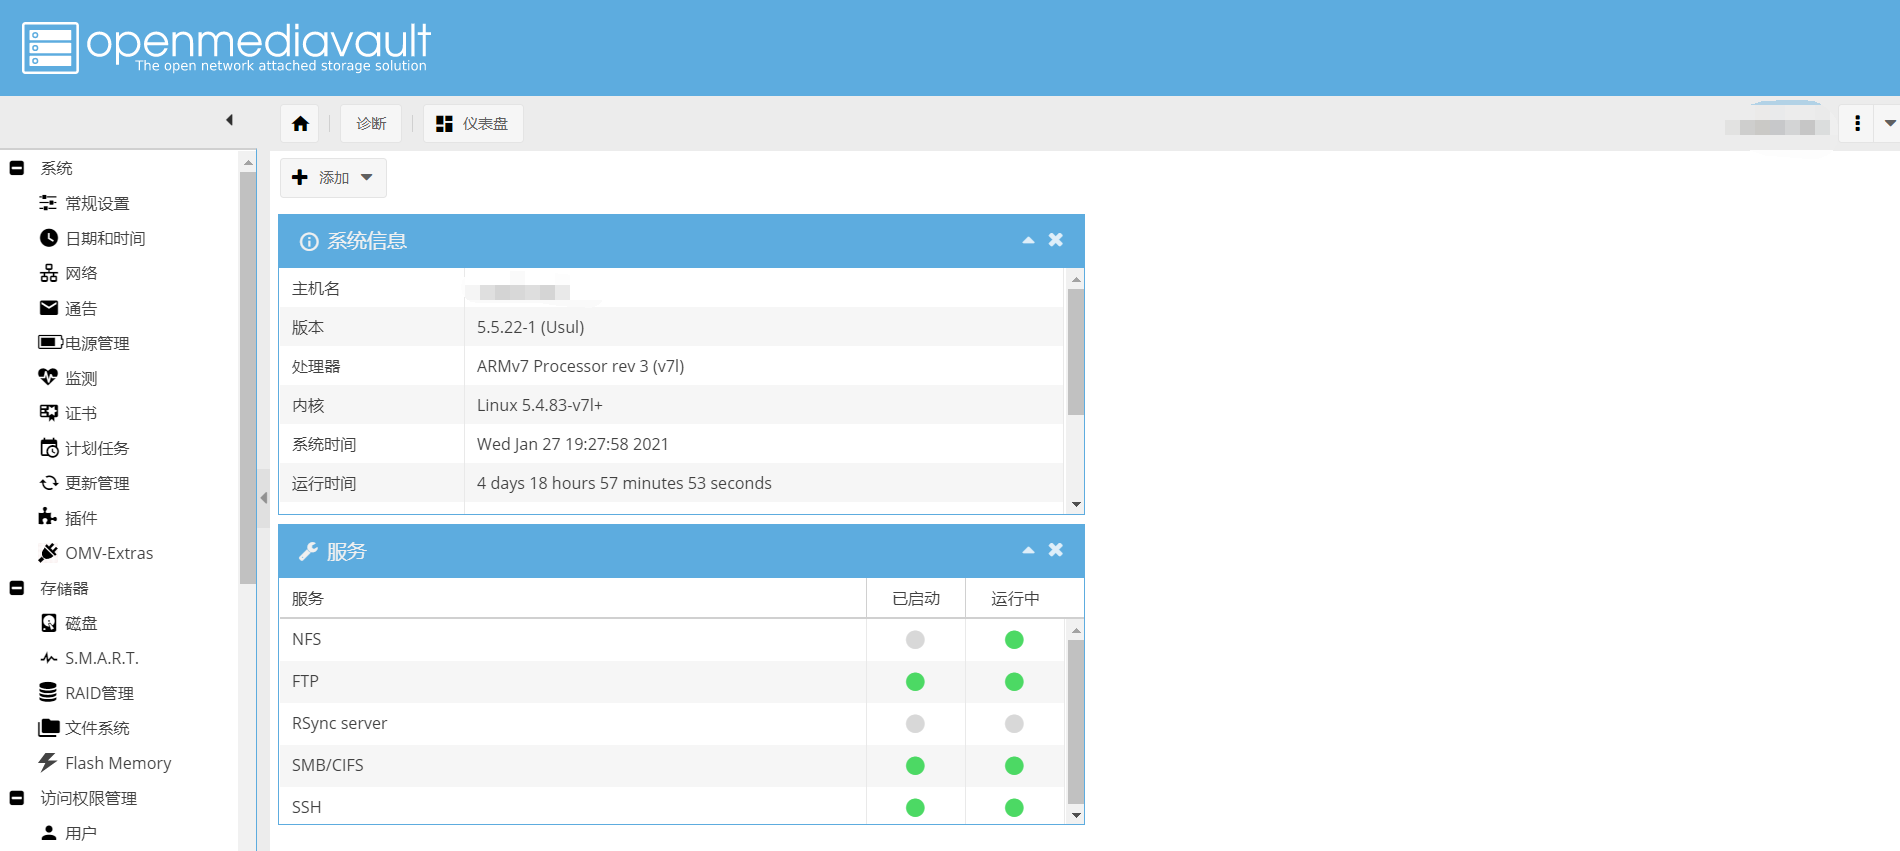 openmediavault
The open network attached storage solution
诊断
仪表盘
系统
常规设置
日期和时间
网络
通告
电源管理
监测
证书
计划任务
更新管理
插件
OMV-Extras
存储器
磁盘
S.M.A.R.T.
RAID管理
文件系统
Flash Memory
访问权限管理
用户
添加
系统信息
主机名
版本 5.5.22-1 (Usul)
处理器 ARMv7 Processor rev 3 (v7l)
内核 Linux 5.4.83-v7l+
系统时间 Wed Jan 27 19:27:58 2021
运行时间 4 days 18 hours 57 minutes 53 seconds
服务
服务 已启动 运行中
NFS
FTP
RSync server
SMB/CIFS
SSH